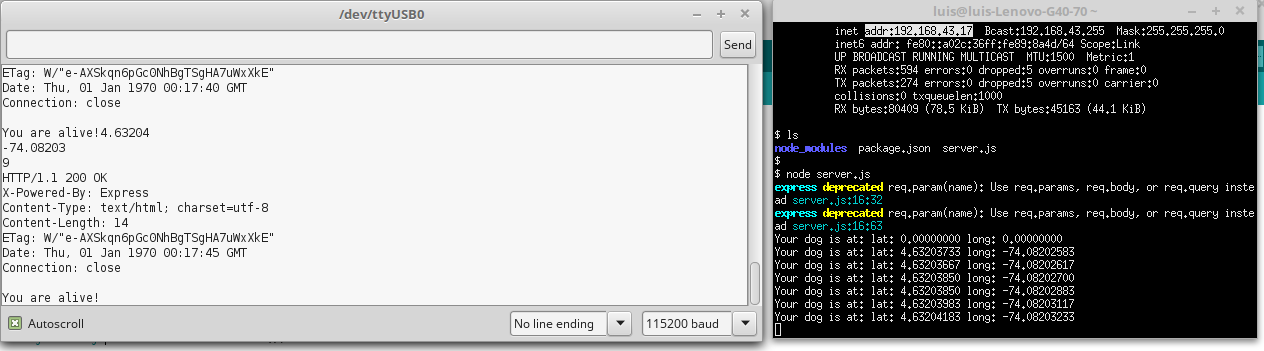 /dev/ttyUSB0
Send
ETag: W/"e-AXSkqn6pGcONhBgTSgHA7uWxXkE"
Date: Thu, 01 Jan 1970 00:17:40 GMT
Connection: close
You are alive!4.63204
-74.08203
9
HTTP/1.1 200 OK
X-Powered-By: Express
Content-Type: text/html; charset=utf-8
Content-Length: 14
ETag: W/"e-AXSkqn6pGcONhBgTSgHA7uWxXkE"
Date: Thu, 01 Jan 1970 00:17:45 GMT
Connection: close
You are alive!
Autoscroll
No line ending
115200 baud
luis@luis-Lenovo-G40-70 ~
inet addr:192.168.43.17  Bcast:192.168.43.255  Mask:255.255.255.0
inet6 addr: fe80::a02c:36ff:fe89:8a4d/64 Scope:Link
UP BROADCAST RUNNING MULTICAST  MTU:1500  Metric:1
RX packets:594 errors:0 dropped:5 overruns:0 frame:0
TX packets:274 errors:0 dropped:5 overruns:0 carrier:0
collisions:0 txqueuelen:1000
RX bytes:80409 (78.5 KiB)  TX bytes:45163 (44.1 KiB)
$ ls
node_modules  package.json  server.js
$
$ node server.js
express deprecated req.param(name): Use req.params, req.body, or req.query inste
ad server.js:16:32
express deprecated req.param(name): Use req.params, req.body, or req.query inste
ad server.js:16:63
Your dog is at: lat: 0.00000000 long: 0.00000000
Your dog is at: lat: 4.63203733 long: -74.08202583
Your dog is at: lat: 4.63203667 long: -74.08202617
Your dog is at: lat: 4.63203850 long: -74.08202700
Your dog is at: lat: 4.63203850 long: -74.08202883
Your dog is at: lat: 4.63203983 long: -74.08203117
Your dog is at: lat: 4.63204183 long: -74.08203233